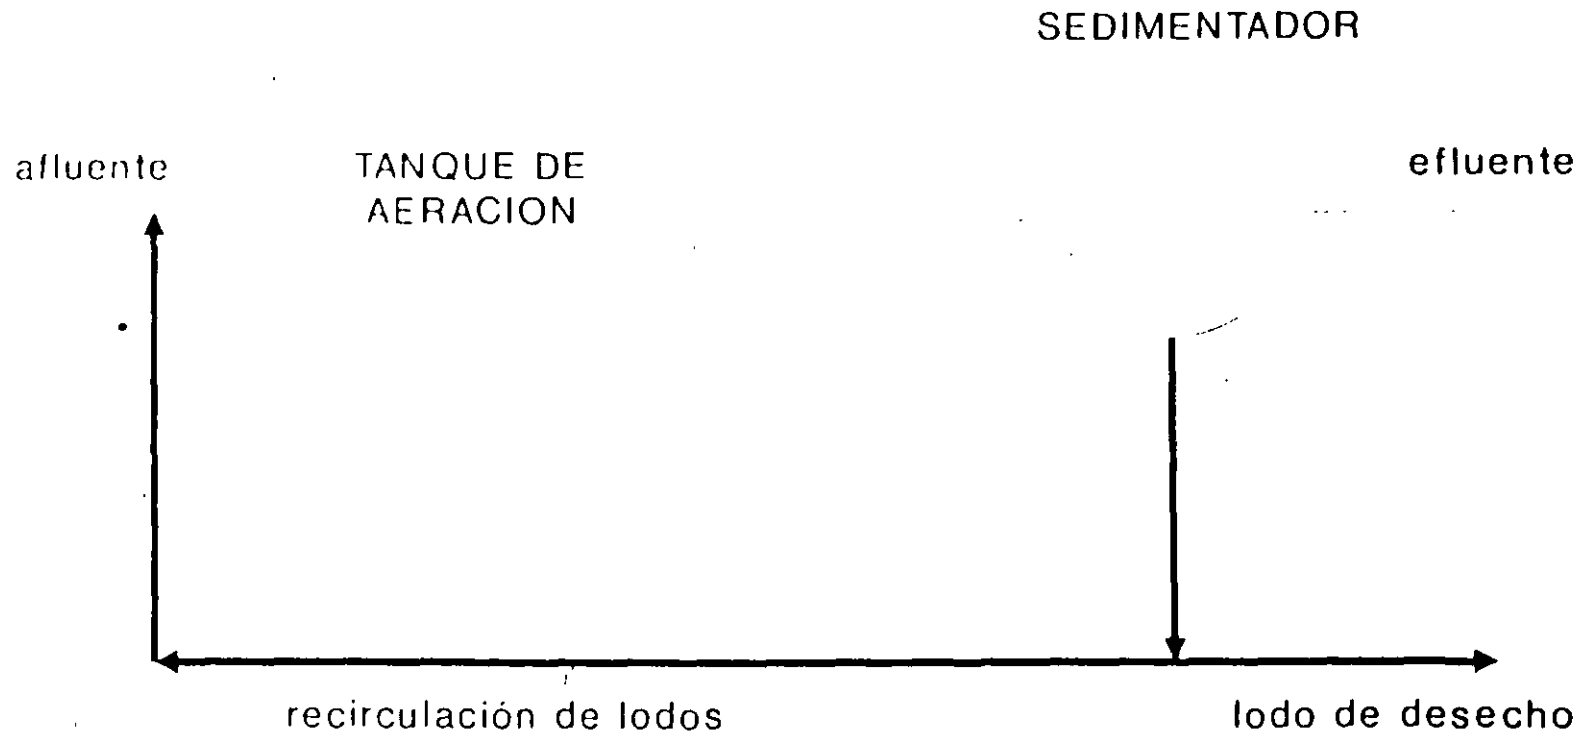 SEDIMENTADOR
afluente
TANQUE DE
AERACION
efluente
recirculación de lodos
lodo de desecho